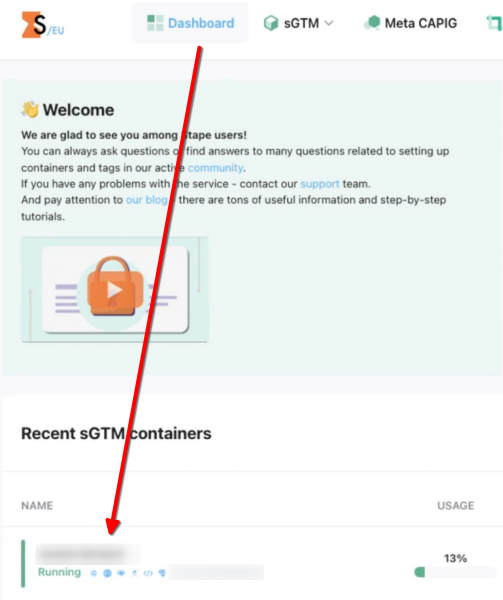 S/EU
Dashboard
sGTM
Meta CAPIG
👋 Welcome
We are glad to see you among Stape users!
You can always ask questions or find answers to many questions related to setting up
containers and tags in our active community.
If you have any problems with the service - contact our support team.
And pay attention to our blog - there are tons of useful information and step-by-step
tutorials.
Recent sGTM containers
NAME
USAGE
13%
Running